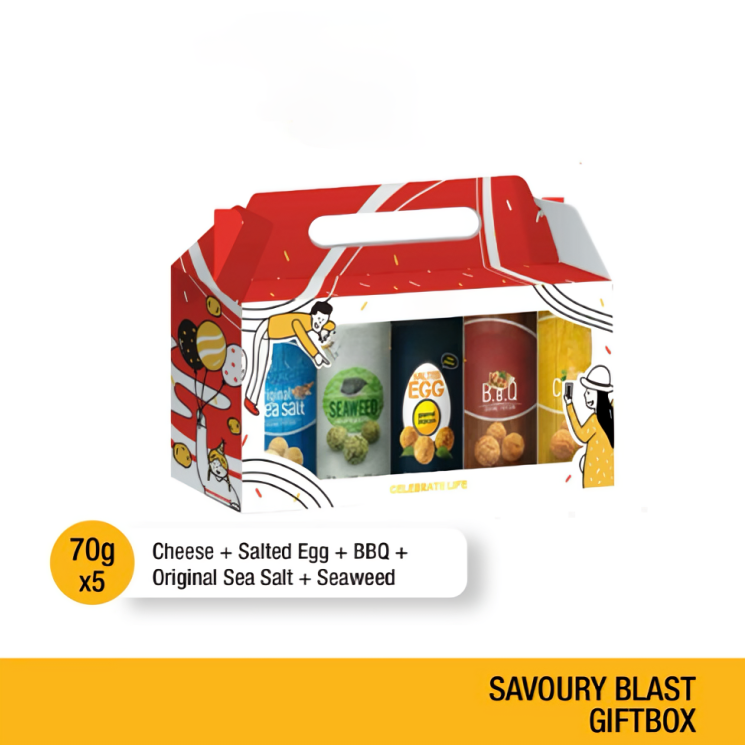 Original
Sea Salt
SEAWEED
SALTED
EGG
B.B.Q
CELEBRATE LIFE
70g
x5
Cheese + Salted Egg + BBQ +
Original Sea Salt + Seaweed
SAVOURY BLAST
GIFTBOX